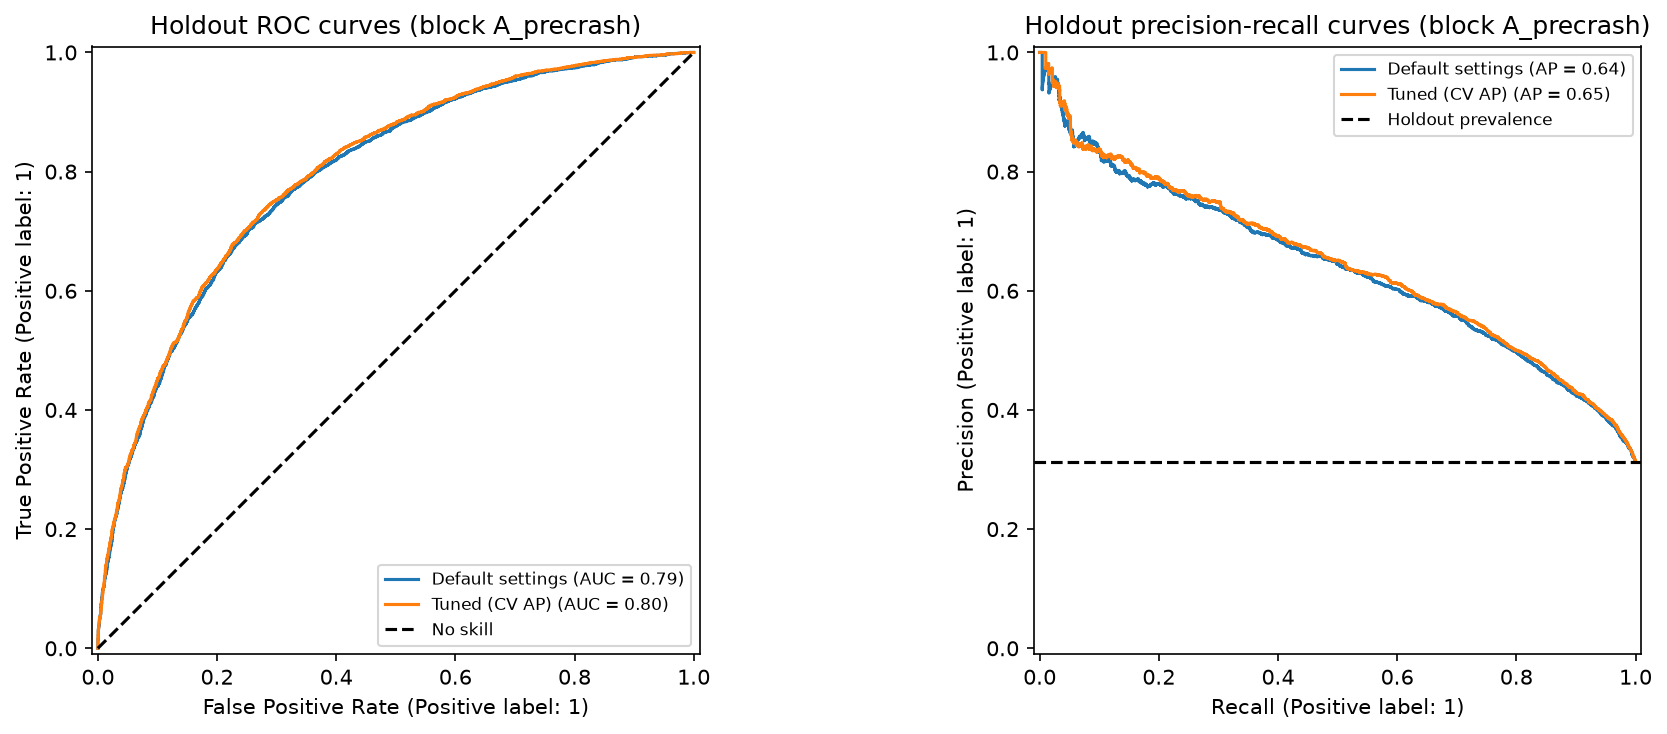 Holdout ROC curves (block A_precrash)
True Positive Rate (Positive label: 1)
1.0
0.8
0.6
0.4
0.2
0.0
Default settings (AUC = 0.79)
Tuned (CV AP) (AUC = 0.80)
No skill
0.0 0.2 0.4 0.6 0.8 1.0
False Positive Rate (Positive label: 1)
Holdout precision-recall curves (block A_precrash)
Precision (Positive label: 1)
1.0
0.8
0.6
0.4
0.2
0.0
Default settings (AP = 0.64)
Tuned (CV AP) (AP = 0.65)
Holdout prevalence
0.0 0.2 0.4 0.6 0.8 1.0
Recall (Positive label: 1)